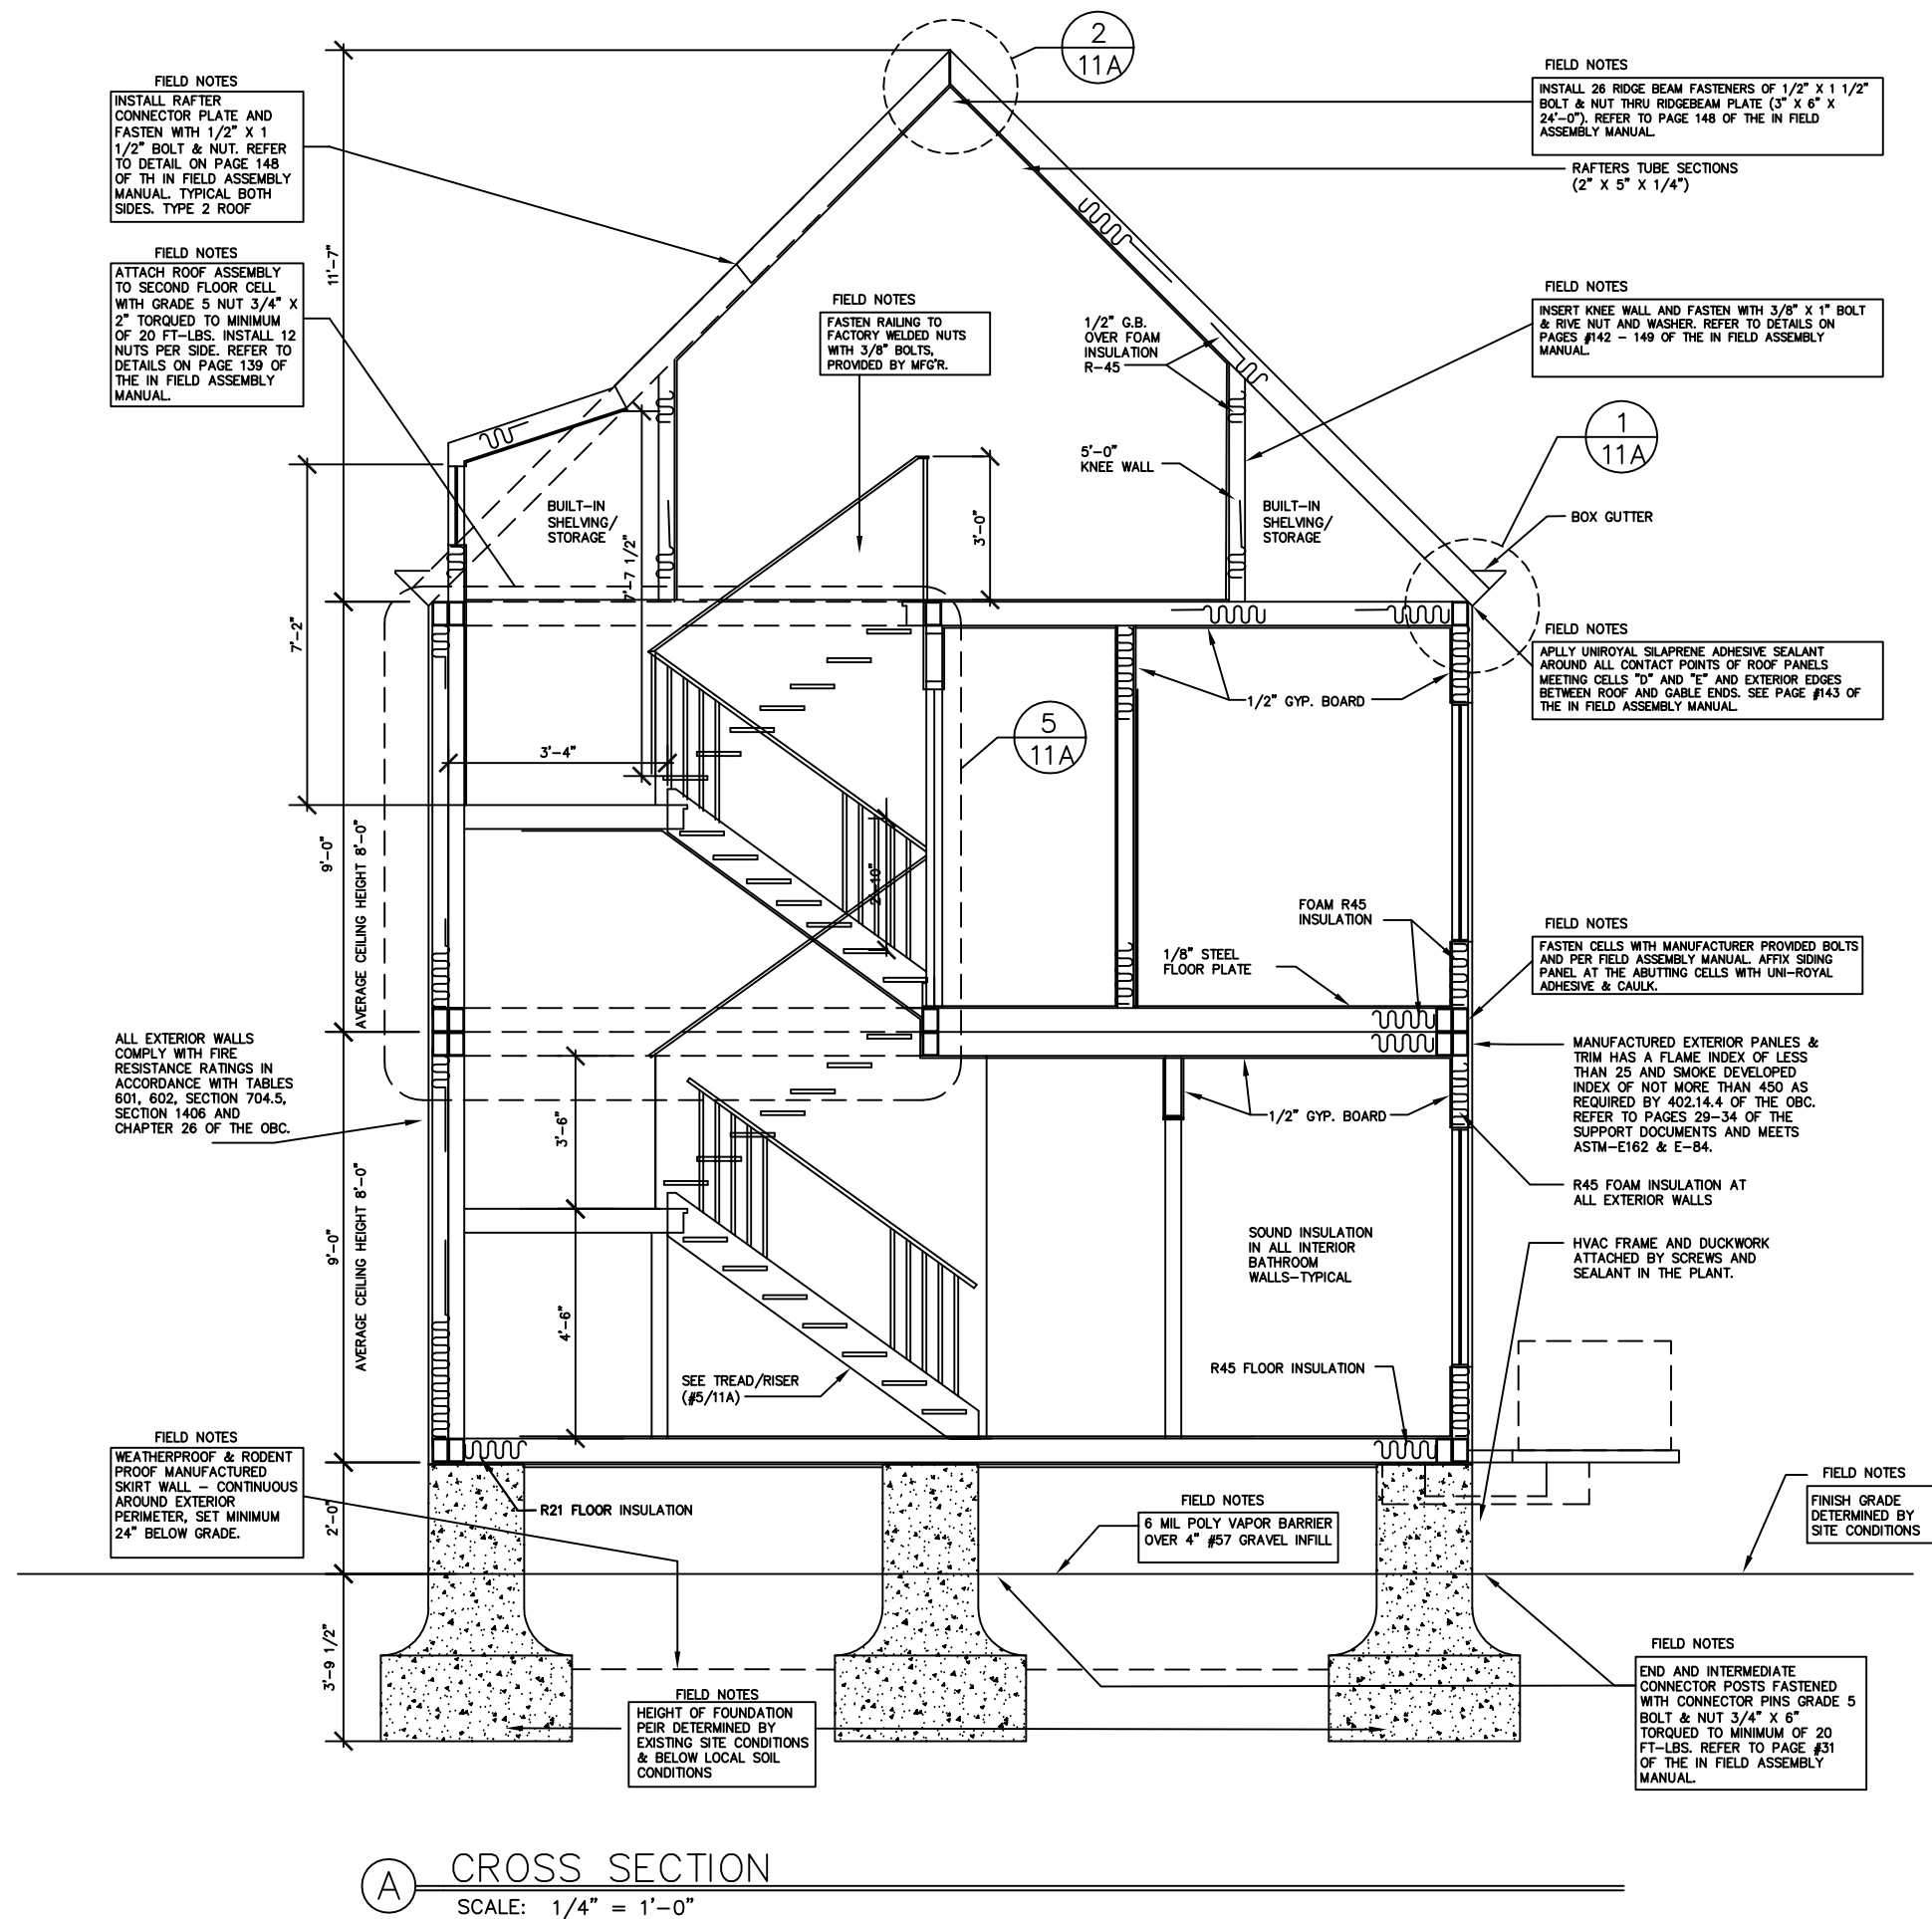 2
11A
FIELD NOTES
INSTALL RAFTER
CONNECTOR PLATE AND
FASTEN WITH 1/2" X 1
1/2" BOLT & NUT. REFER
TO DETAIL ON PAGE 148
OF TH IN FIELD ASSEMBLY
MANUAL. TYPICAL BOTH
SIDES. TYPE 2 ROOF
FIELD NOTES
INSTALL 26 RIDGE BEAM FASTENERS OF 1/2" X 1 1/2"
BOLT & NUT THRU RIDGEBEAM PLATE (3" X 6" X
24'-0"). REFER TO PAGE 148 OF THE IN FIELD
ASSEMBLY MANUAL.
RAFTERS TUBE SECTIONS
(2" X 5" X 1/4")
FIELD NOTES
ATTACH ROOF ASSEMBLY
TO SECOND FLOOR CELL
WITH GRADE 5 NUT 3/4" X
2" TORQUED TO MINIMUM
OF 20 FT-LBS. INSTALL 12
NUTS PER SIDE. REFER TO
DETAILS ON PAGE 139 OF
THE IN FIELD ASSEMBLY
MANUAL.
11'-7"
FIELD NOTES
FASTEN RAILING TO
FACTORY WELDED NUTS
WITH 3/8" BOLTS,
PROVIDED BY MFG'R.
1/2" G.B.
OVER FOAM
INSULATION
R-45
FIELD NOTES
INSERT KNEE WALL AND FASTEN WITH 3/8" X 1" BOLT
& RIVE NUT AND WASHER. REFER TO DETAILS ON
PAGES #142 - 149 OF THE IN FIELD ASSEMBLY
MANUAL.
1
11A
5'-0"
KNEE WALL
BUILT-IN
SHELVING/
STORAGE
7'-7 1/2"
3'-0"
BUILT-IN
SHELVING/
STORAGE
BOX GUTTER
7'-2"
FIELD NOTES
APLLY UNIROYAL SILAPRENE ADHESIVE SEALANT
AROUND ALL CONTACT POINTS OF ROOF PANELS
MEETING CELLS "D" AND "E" AND EXTERIOR EDGES
BETWEEN ROOF AND GABLE ENDS. SEE PAGE #143 OF
THE IN FIELD ASSEMBLY MANUAL.
1/2" GYP. BOARD
5
11A
3'-4"
9'-0"
AVERAGE CEILING HEIGHT 8'-0"
2'-10"
FOAM R45
INSULATION
1/8" STEEL
FLOOR PLATE
FIELD NOTES
FASTEN CELLS WITH MANUFACTURER PROVIDED BOLTS
AND PER FIELD ASSEMBLY MANUAL. AFFIX SIDING
PANEL AT THE ABUTTING CELLS WITH UNI-ROYAL
ADHESIVE & CAULK.
ALL EXTERIOR WALLS
COMPLY WITH FIRE
RESISTANCE RATINGS IN
ACCORDANCE WITH TABLES
601, 602, SECTION 704.5,
SECTION 1406 AND
CHAPTER 26 OF THE OBC.
MANUFACTURED EXTERIOR PANLES &
TRIM HAS A FLAME INDEX OF LESS
THAN 25 AND SMOKE DEVELOPED
INDEX OF NOT MORE THAN 450 AS
REQUIRED BY 402.14.4 OF THE OBC.
REFER TO PAGES 29-34 OF THE
SUPPORT DOCUMENTS AND MEETS
ASTM-E162 & E-84.
1/2" GYP. BOARD
3'-6"
R45 FOAM INSULATION AT
ALL EXTERIOR WALLS
9'-0"
AVERAGE CEILING HEIGHT 8'-0"
SOUND INSULATION
IN ALL INTERIOR
BATHROOM
WALLS-TYPICAL
HVAC FRAME AND DUCKWORK
ATTACHED BY SCREWS AND
SEALANT IN THE PLANT.
4'-6"
SEE TREAD/RISER
(#5/11A)
R45 FLOOR INSULATION
FIELD NOTES
WEATHERPROOF & RODENT
PROOF MANUFACTURED
SKIRT WALL - CONTINUOUS
AROUND EXTERIOR
PERIMETER, SET MINIMUM
24" BELOW GRADE.
2'-0"
R21 FLOOR INSULATION
FIELD NOTES
6 MIL POLY VAPOR BARRIER
OVER 4" #57 GRAVEL INFILL
FIELD NOTES
FINISH GRADE
DETERMINED BY
SITE CONDITIONS
3'-9 1/2"
FIELD NOTES
HEIGHT OF FOUNDATION
PEIR DETERMINED BY
EXISTING SITE CONDITIONS
& BELOW LOCAL SOIL
CONDITIONS
FIELD NOTES
END AND INTERMEDIATE
CONNECTOR POSTS FASTENED
WITH CONNECTOR PINS GRADE 5
BOLT & NUT 3/4" X 6"
TORQUED TO MINIMUM OF 20
FT-LBS. REFER TO PAGE #31
OF THE IN FIELD ASSEMBLY
MANUAL.
A
CROSS SECTION
SCALE: 1/4" = 1'-0"